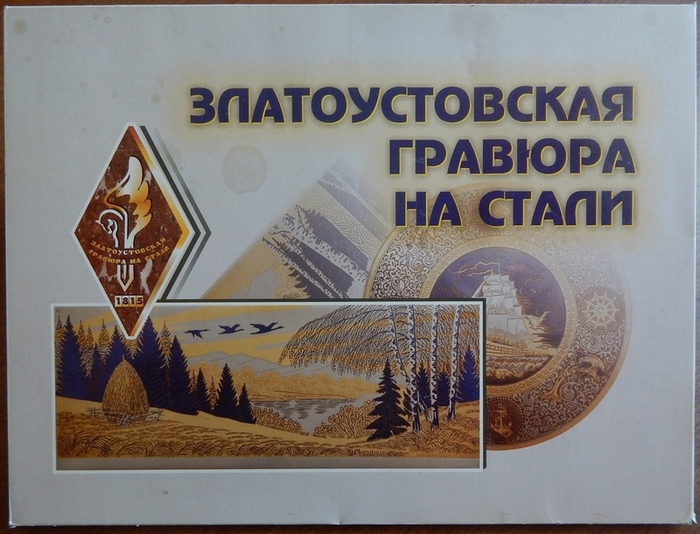 ЗЛАТОУСТОВСКАЯ
ГРАВЮРА
НА СТАЛИ
ЗЛАТОУСТОВСКАЯ
ГРАВЮРА НА СТАЛИ
1815